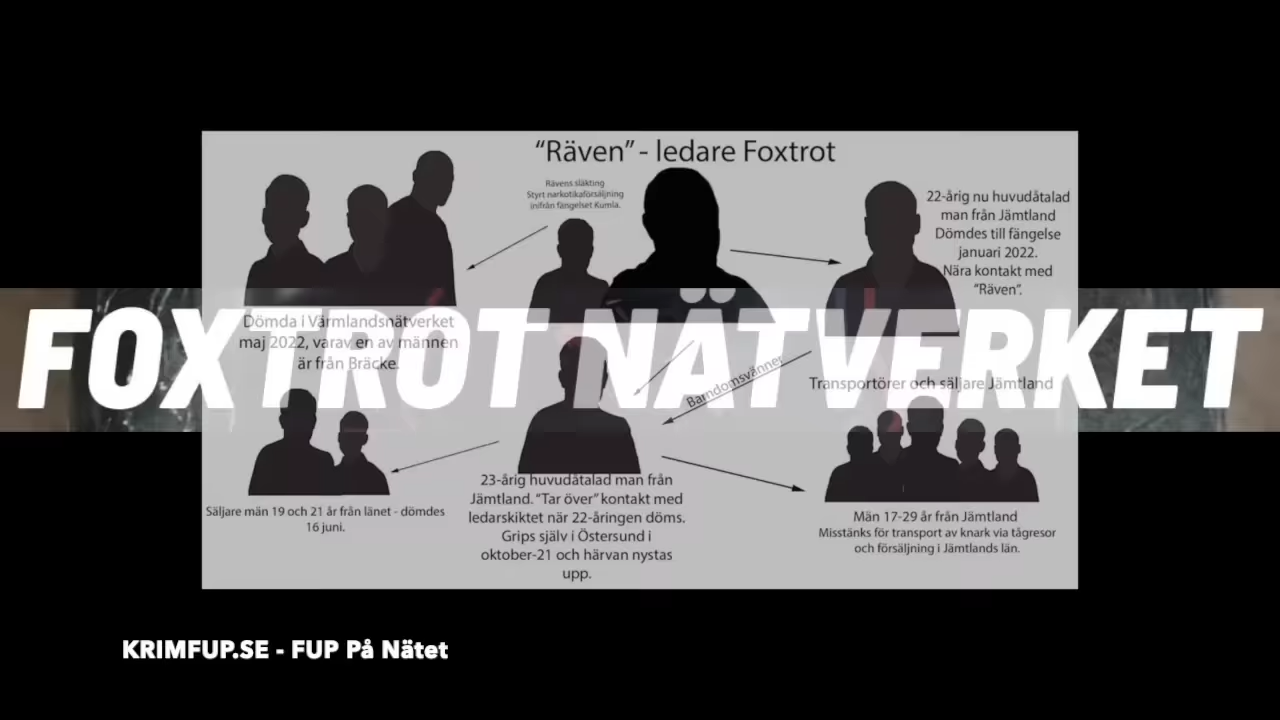 "Räven" - ledare Foxtrot
Rävens släkting
Styrt narkotikaförsäljning
inifrån fängelset Kumla.
22-årig nu huvudåtalad
man från Jämtland
Dömdes till fängelse
januari 2022.
Nära kontakt med
"Räven".
FOXTROT NÄTVERKET
Dömda i Värmlandsnätverket
maj 2022, varav en av männen
är från Bräcke.
Barndomsvänner
Transportörer och säljare Jämtland
Säljare män 19 och 21 år från länet - dömdes
16 juni.
23-årig huvudåtalad man från
Jämtland. "Tar över" kontakt med
ledarskiktet när 22-åringen döms.
Grips själv i Östersund i
oktober-21 och härvan nystas
upp.
Män 17-29 år från Jämtland
Misstänks för transport av knark via tågresor
och försäljning i Jämtlands län.
KRIMFUP.SE - FUP På Nätet